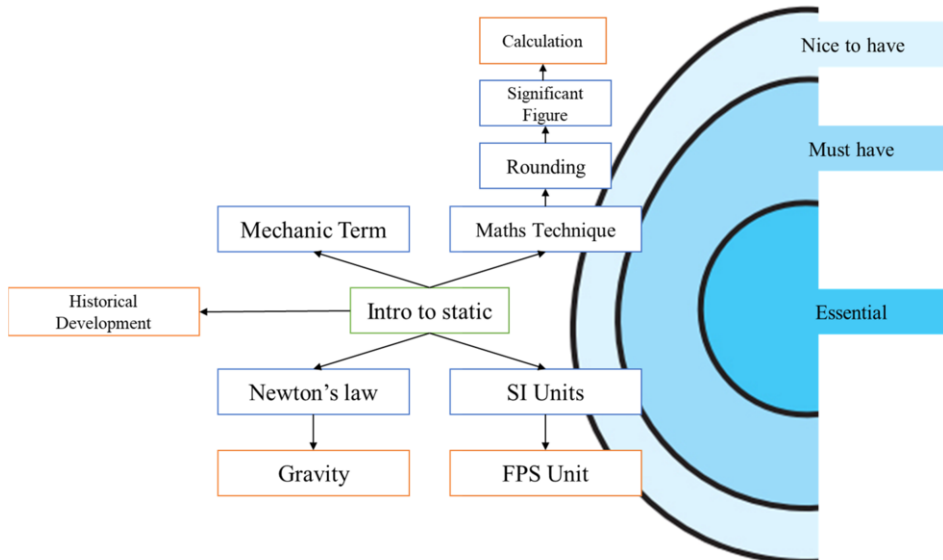 Calculation
Nice to have
Significant
Figure
Must have
Rounding
Mechanic Term
Maths Technique
Historical
Development
Intro to static
Essential
Newton’s law
SI Units
Gravity
FPS Unit